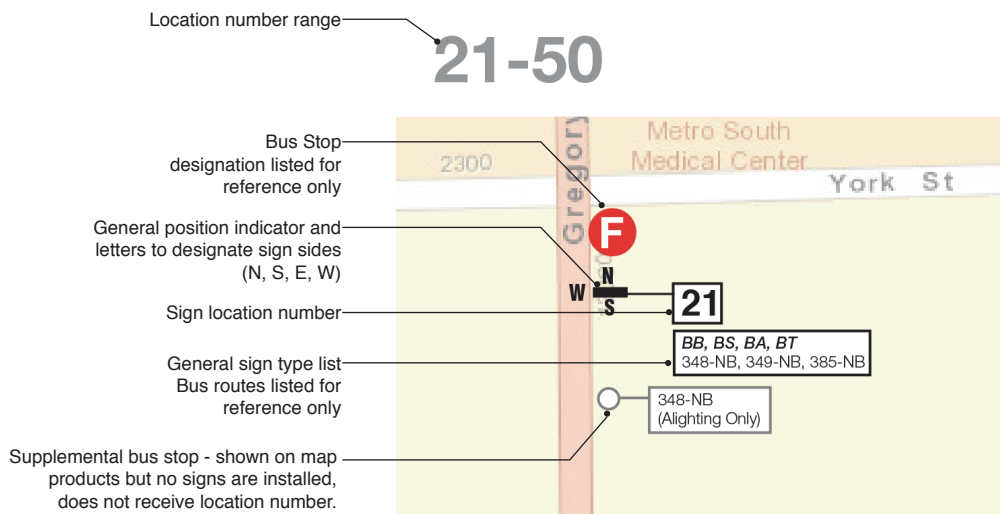 Location number range
21-50
Bus Stop
designation listed for
reference only
General position indicator and
letters to designate sign sides
(N, S, E, W)
Sign location number
General sign type list
Bus routes listed for
reference only
Supplemental bus stop - shown on map
products but no signs are installed,
does not receive location number.
Metro South
Medical Center
2300
York St
Gregory
F
N
W
S
21
BB, BS, BA, BT
348-NB, 349-NB, 385-NB
348-NB
(Alighting Only)